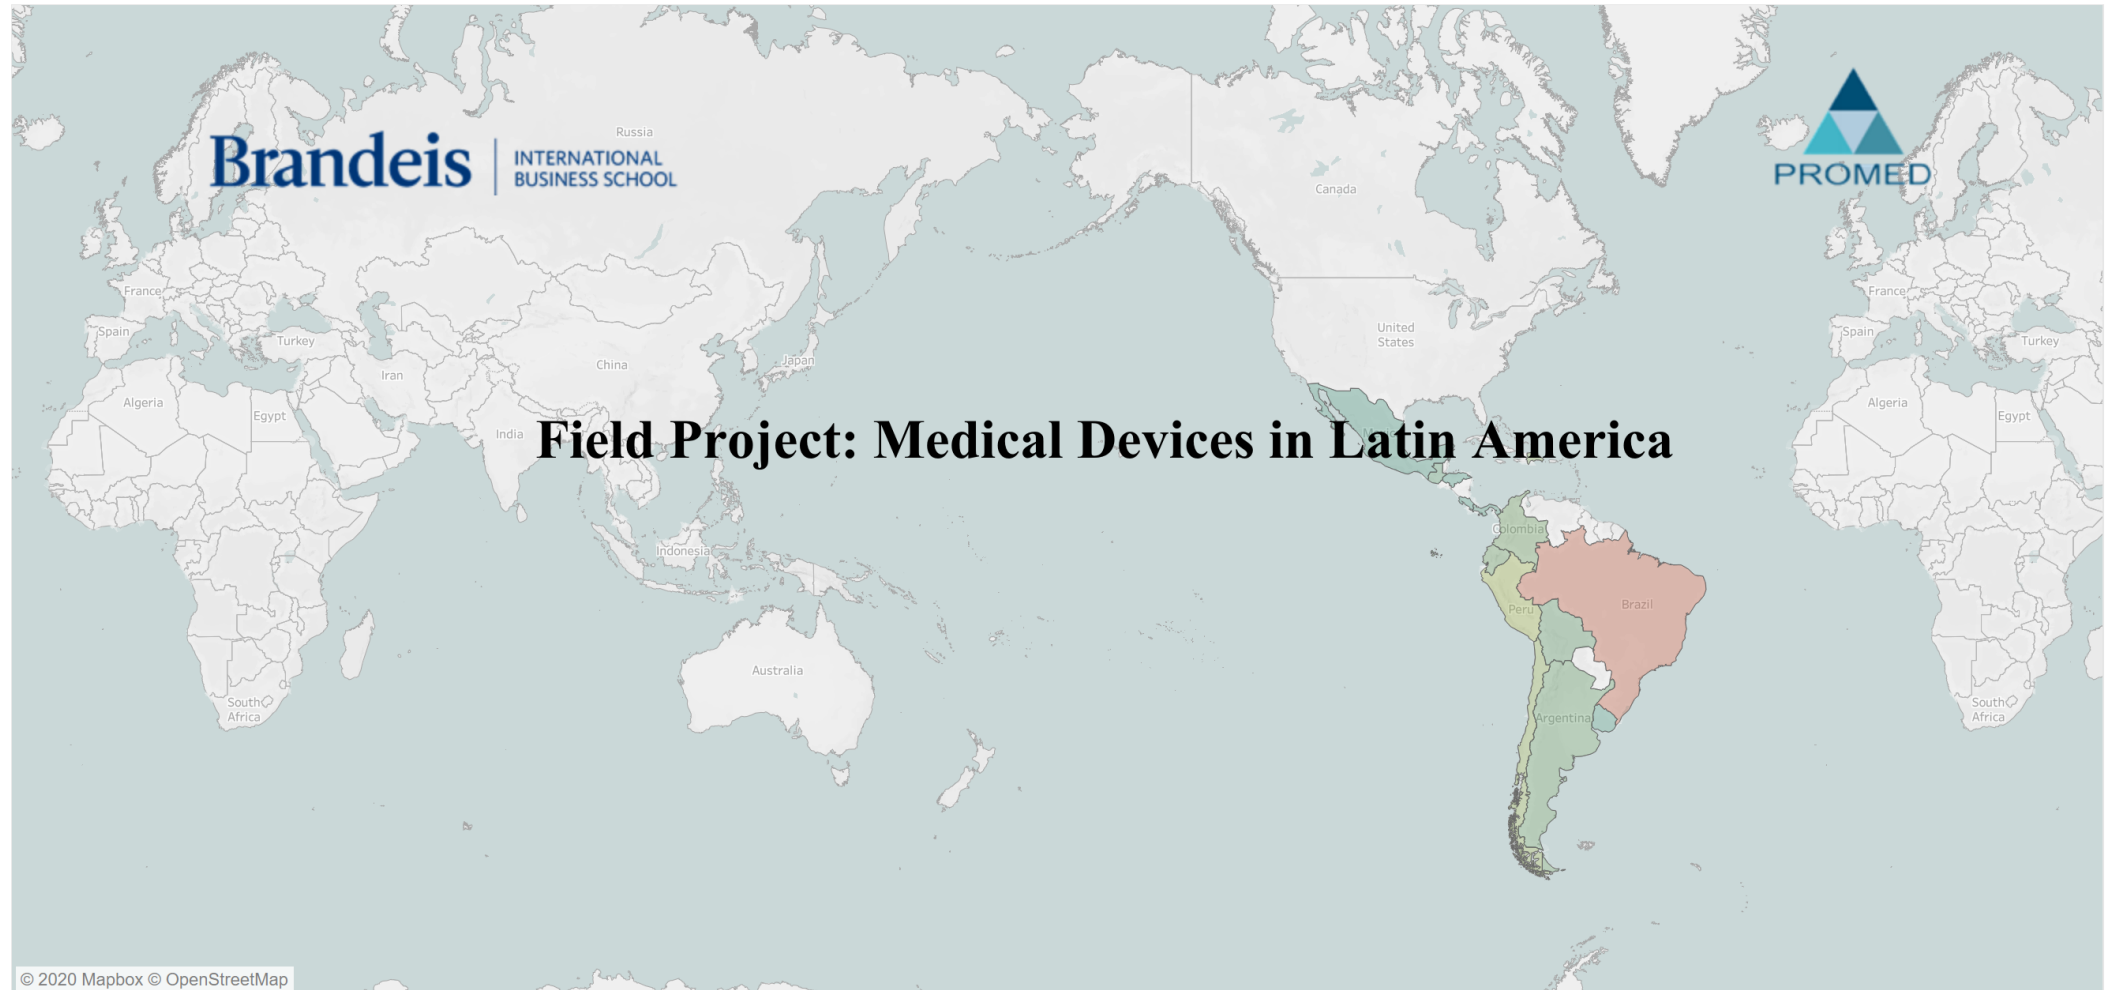 Russia
Brandeis
INTERNATIONAL
BUSINESS SCHOOL
PROMED
Canada
France
Spain
Turkey
Iran
China
Japan
United
States
France
Spain
Turkey
Algeria
Egypt
India
Algeria
Egypt
Field Project: Medical Devices in Latin America
Colombia
Indonesia
Peru
Brazil
Australia
Argentina
South
Africa
South
Africa
© 2020 Mapbox © OpenStreetMap